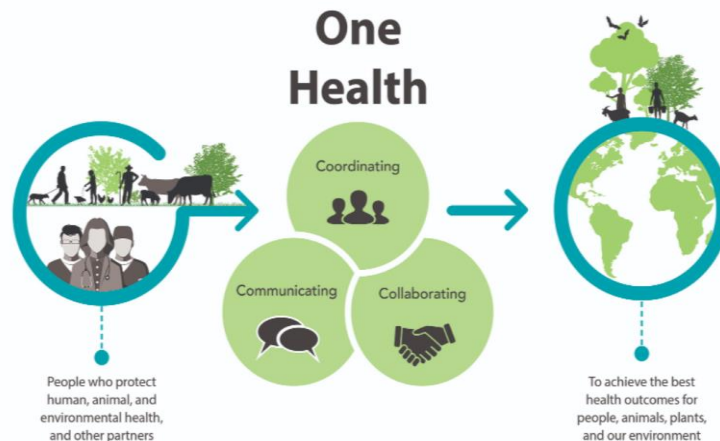 One
Health
Coordinating
Communicating
Collaborating
People who protect
human, animal, and
environmental health,
and other partners
To achieve the best
health outcomes for
people, animals, plants,
and our environment